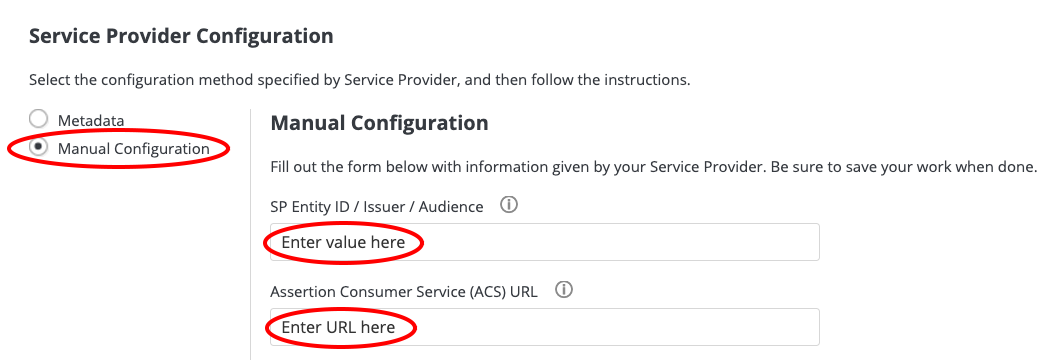 Service Provider Configuration
Select the configuration method specified by Service Provider, and then follow the instructions.
Metadata
Manual Configuration
Manual Configuration
Fill out the form below with information given by your Service Provider. Be sure to save your work when done.
SP Entity ID / Issuer / Audience
Enter value here
Assertion Consumer Service (ACS) URL
Enter URL here